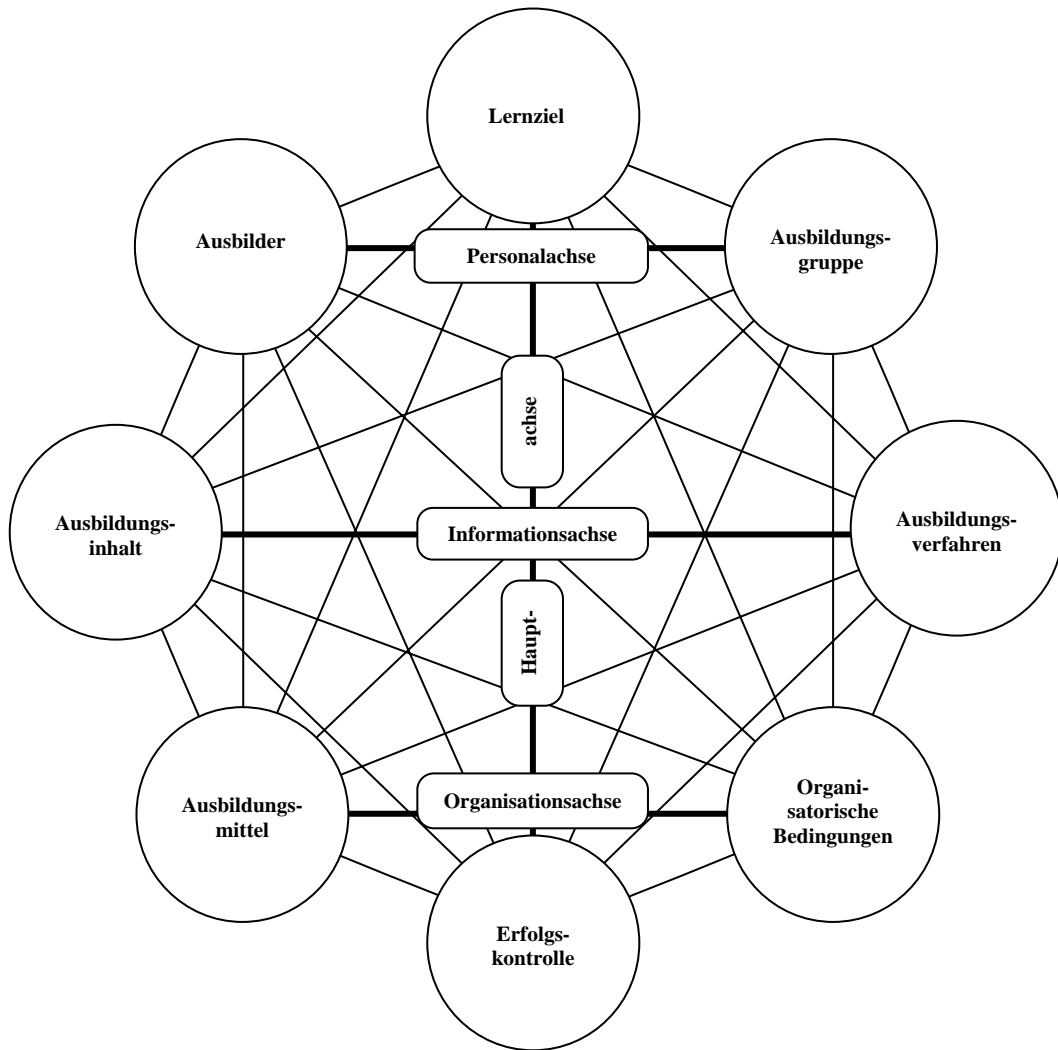 Lernziel
Ausbilder
Ausbildungs-
gruppe
Personalachse
achse
Ausbildungs-
inhalt
Informationsachse
Ausbildungs-
verfahren
Haupt-
Ausbildungs-
mittel
Organisationsachse
Organi-
satorische
Bedingungen
Erfolgs-
kontrolle